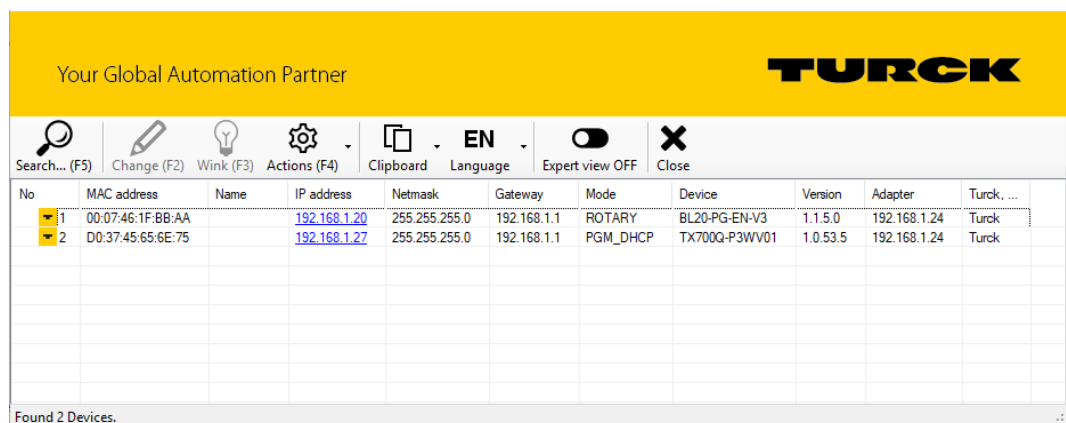 Your Global Automation Partner
TURCK
Search... (F5) Change (F2) Wink (F3) Actions (F4) Clipboard EN Language Expert view OFF Close
No MAC address Name IP address Netmask Gateway Mode Device Version Adapter Turck, ...
1 00:07:46:1F:BB:AA 192.168.1.20 255.255.255.0 192.168.1.1 ROTARY BL20-PG-EN-V3 1.1.5.0 192.168.1.24 Turck
2 D0:37:45:65:6E:75 192.168.1.27 255.255.255.0 192.168.1.1 PGM_DHCP TX700Q-P3WV01 1.0.53.5 192.168.1.24 Turck
Found 2 Devices.